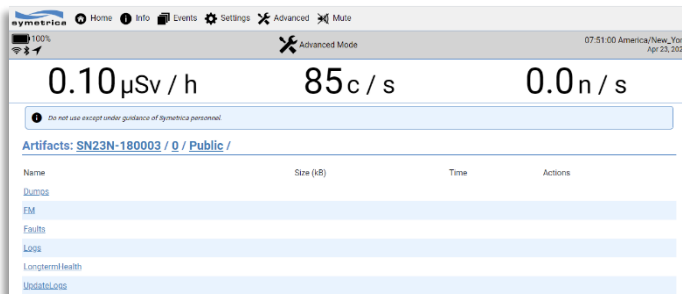 symetrica Home Info Events Settings Advanced Mute
100%
Advanced Mode
07:51:00 America/New_Yor
Apr 23, 202
0.10 µSv / h 85 c / s 0.0 n / s
Do not use except under guidance of Symetrica personnel.
Artifacts: SN23N-180003 / 0 / Public /
Name Size (kB) Time Actions
Dumps
FM
Faults
Logs
LongtermHealth
UpdateLogs